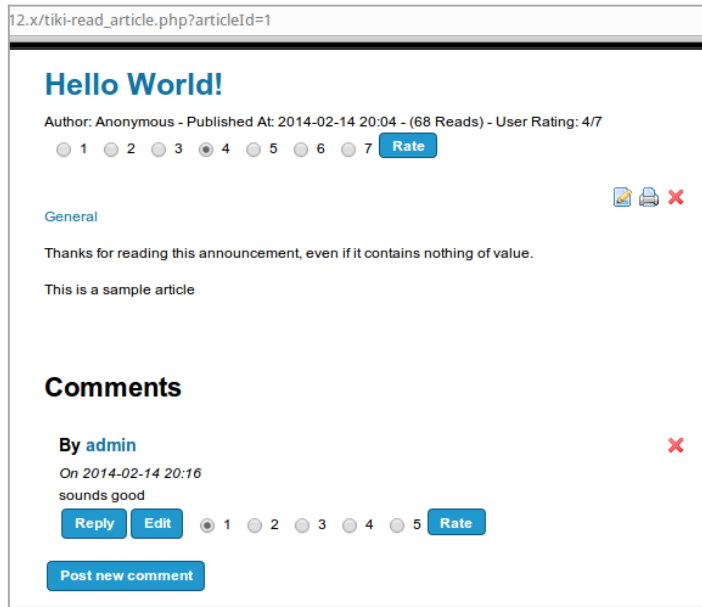 12.x/tiki-read_article.php?articleId=1
Hello World!
Author: Anonymous - Published At: 2014-02-14 20:04 - (68 Reads) - User Rating: 4/7
1 2 3 4 5 6 7 Rate
General
Thanks for reading this announcement, even if it contains nothing of value.
This is a sample article
Comments
By admin
On 2014-02-14 20:16
sounds good
Reply Edit 1 2 3 4 5 Rate
Post new comment